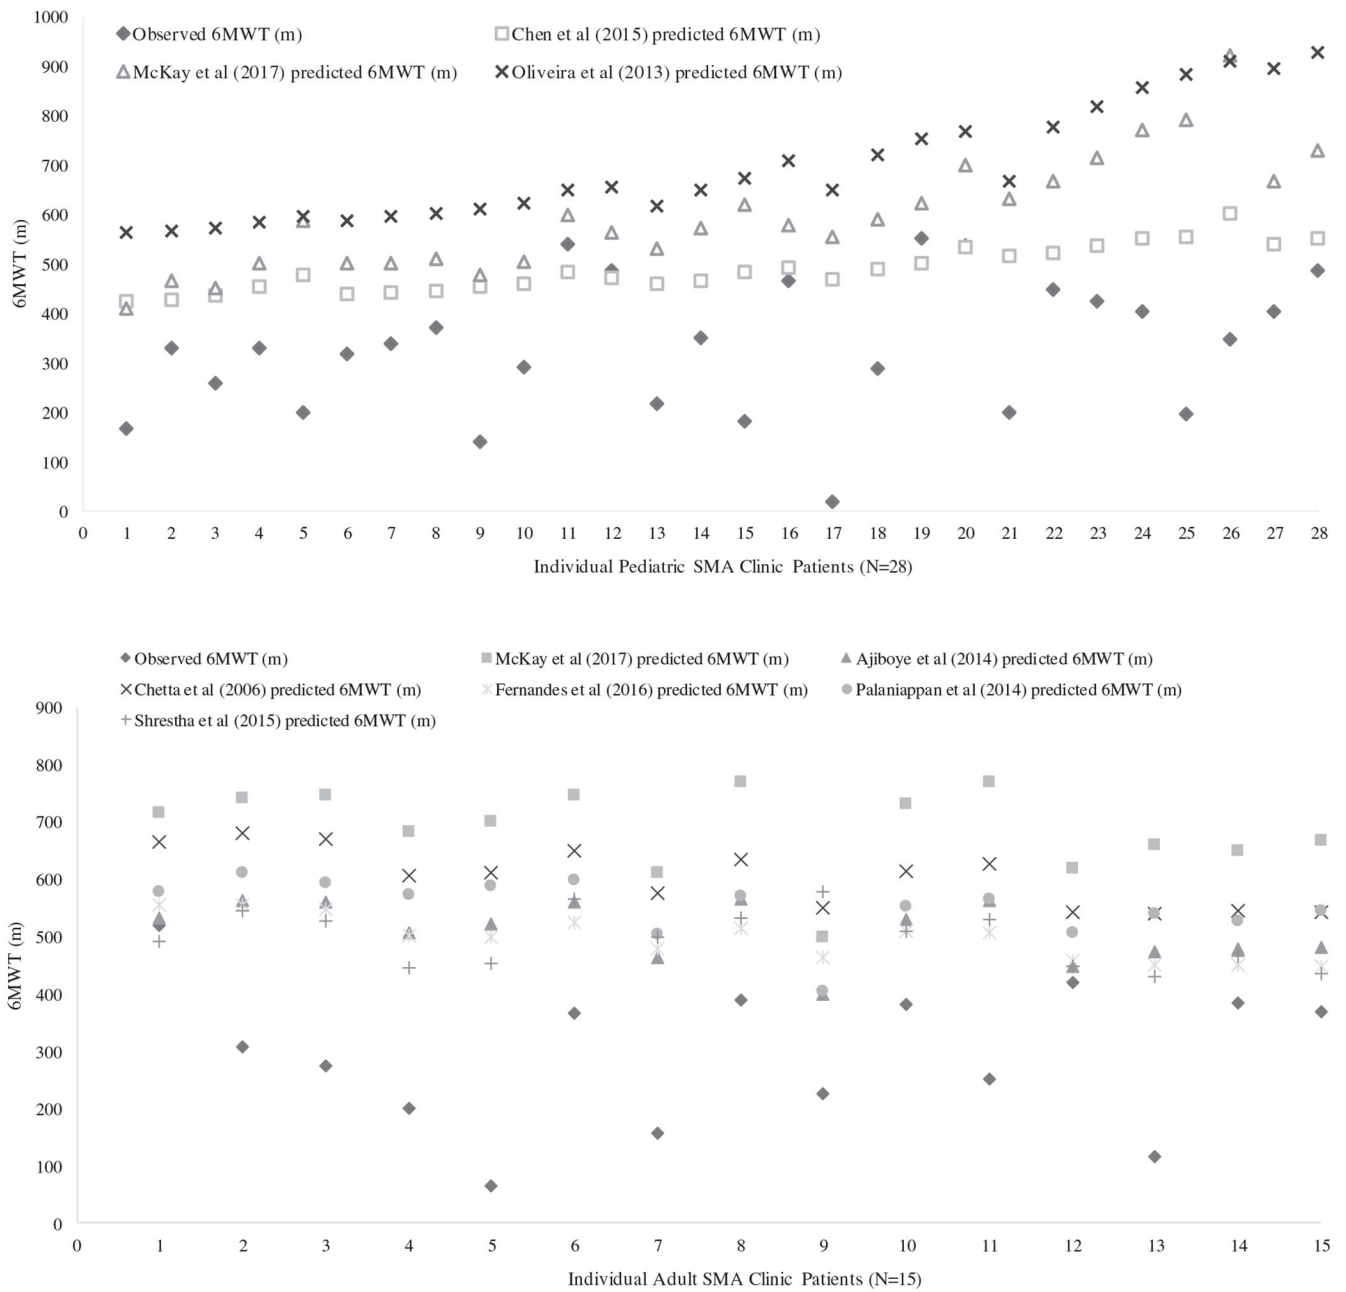 1000
Observed 6MWT (m)
Chen et al (2015) predicted 6MWT (m)
McKay et al (2017) predicted 6MWT (m)
Oliveira et al (2013) predicted 6MWT (m)
900
800
700
600
500
400
300
200
100
0
6MWT (m)
0 1 2 3 4 5 6 7 8 9 10 11 12 13 14 15 16 17 18 19 20 21 22 23 24 25 26 27 28
Individual Pediatric SMA Clinic Patients (N=28)
Observed 6MWT (m)
McKay et al (2017) predicted 6MWT (m)
Ajiboye et al (2014) predicted 6MWT (m)
Chetta et al (2006) predicted 6MWT (m)
Fernandes et al (2016) predicted 6MWT (m)
Palaniappan et al (2014) predicted 6MWT (m)
Shrestha et al (2015) predicted 6MWT (m)
900
800
700
600
500
400
300
200
100
0
6MWT (m)
0 1 2 3 4 5 6 7 8 9 10 11 12 13 14 15
Individual Adult SMA Clinic Patients (N=15)